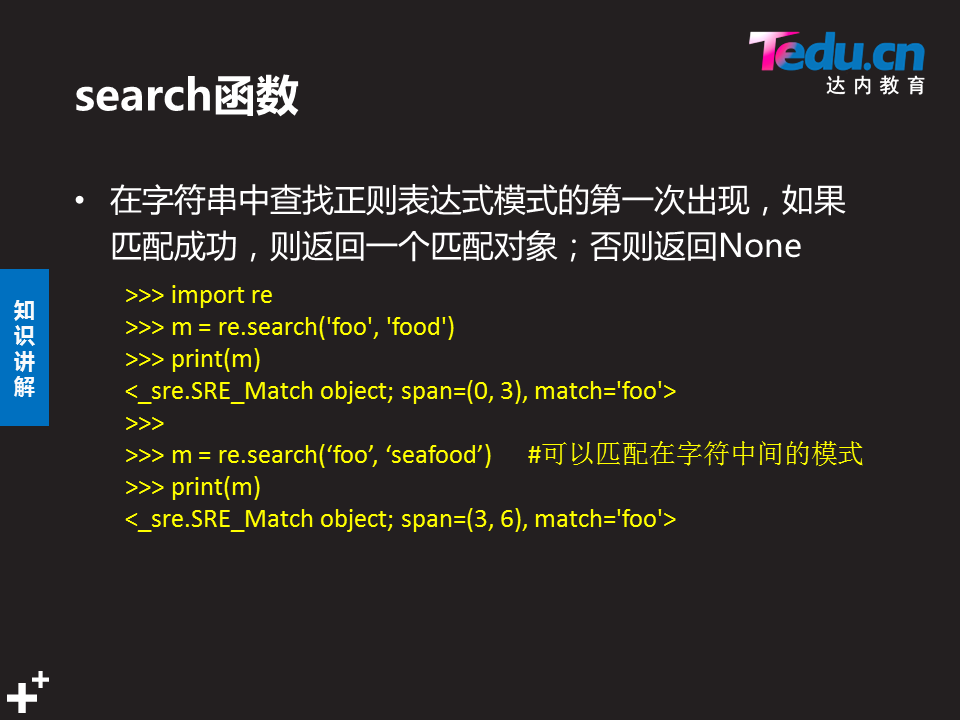 Tedu.cn
达内教育
search函数
• 在字符串中查找正则表达式模式的第一次出现，如果
匹配成功，则返回一个匹配对象；否则返回None
知
识
讲
解
>>> import re
>>> m = re.search('foo', 'food')
>>> print(m)
<_sre.SRE_Match object; span=(0, 3), match='foo'>
>>>
>>> m = re.search(‘foo’, ‘seafood’) #可以匹配在字符中间的模式
>>> print(m)
<_sre.SRE_Match object; span=(3, 6), match='foo'>